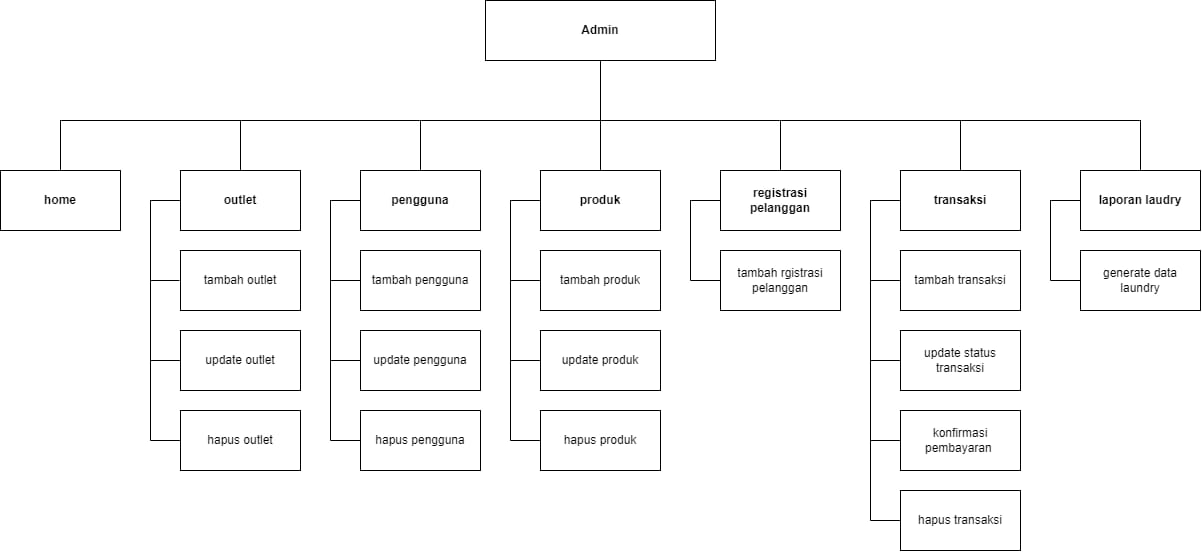 Admin
home
outlet
pengguna
produk
registrasi
pelanggan
transaksi
laporan laudry
tambah outlet
tambah pengguna
tambah produk
tambah rgistrasi
pelanggan
tambah transaksi
generate data
laundry
update outlet
update pengguna
update produk
update status
transaksi
hapus outlet
hapus pengguna
hapus produk
konfirmasi
pembayaran
hapus transaksi